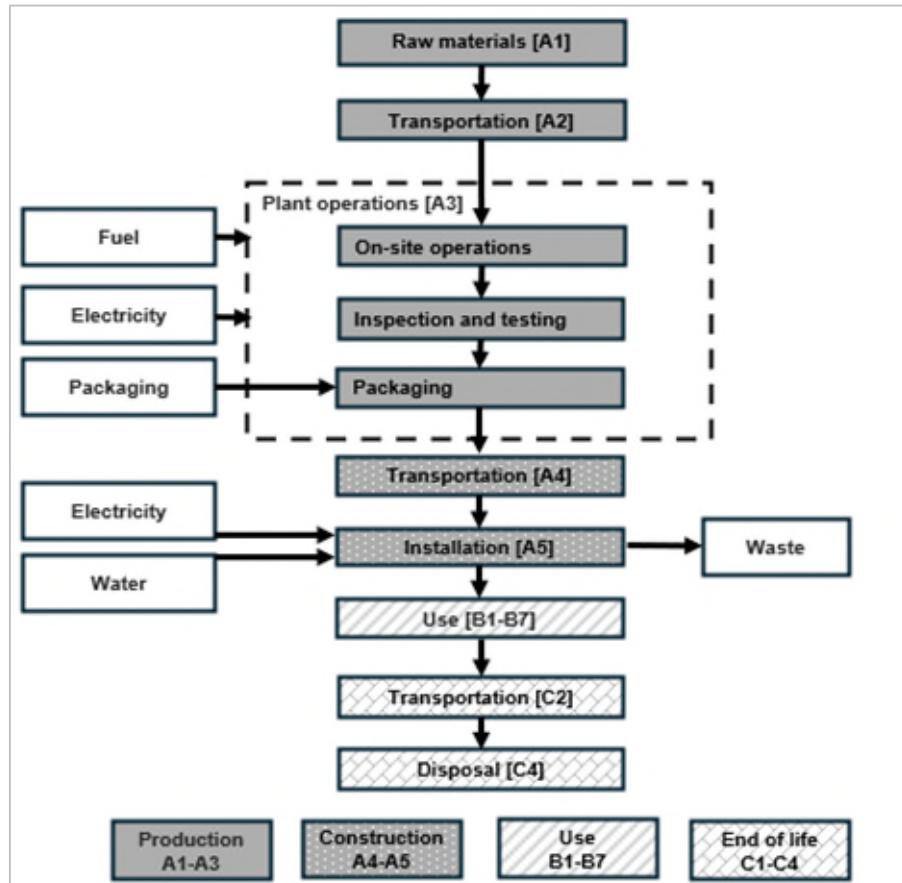 Raw materials [A1]
Transportation [A2]
Plant operations [A3]
Fuel
On-site operations
Electricity
Inspection and testing
Packaging
Packaging
Transportation [A4]
Electricity
Installation [A5]
Waste
Water
Use [B1-B7]
Transportation [C2]
Disposal [C4]
Production
A1-A3
Construction
A4-A5
Use
B1-B7
End of life
C1-C4